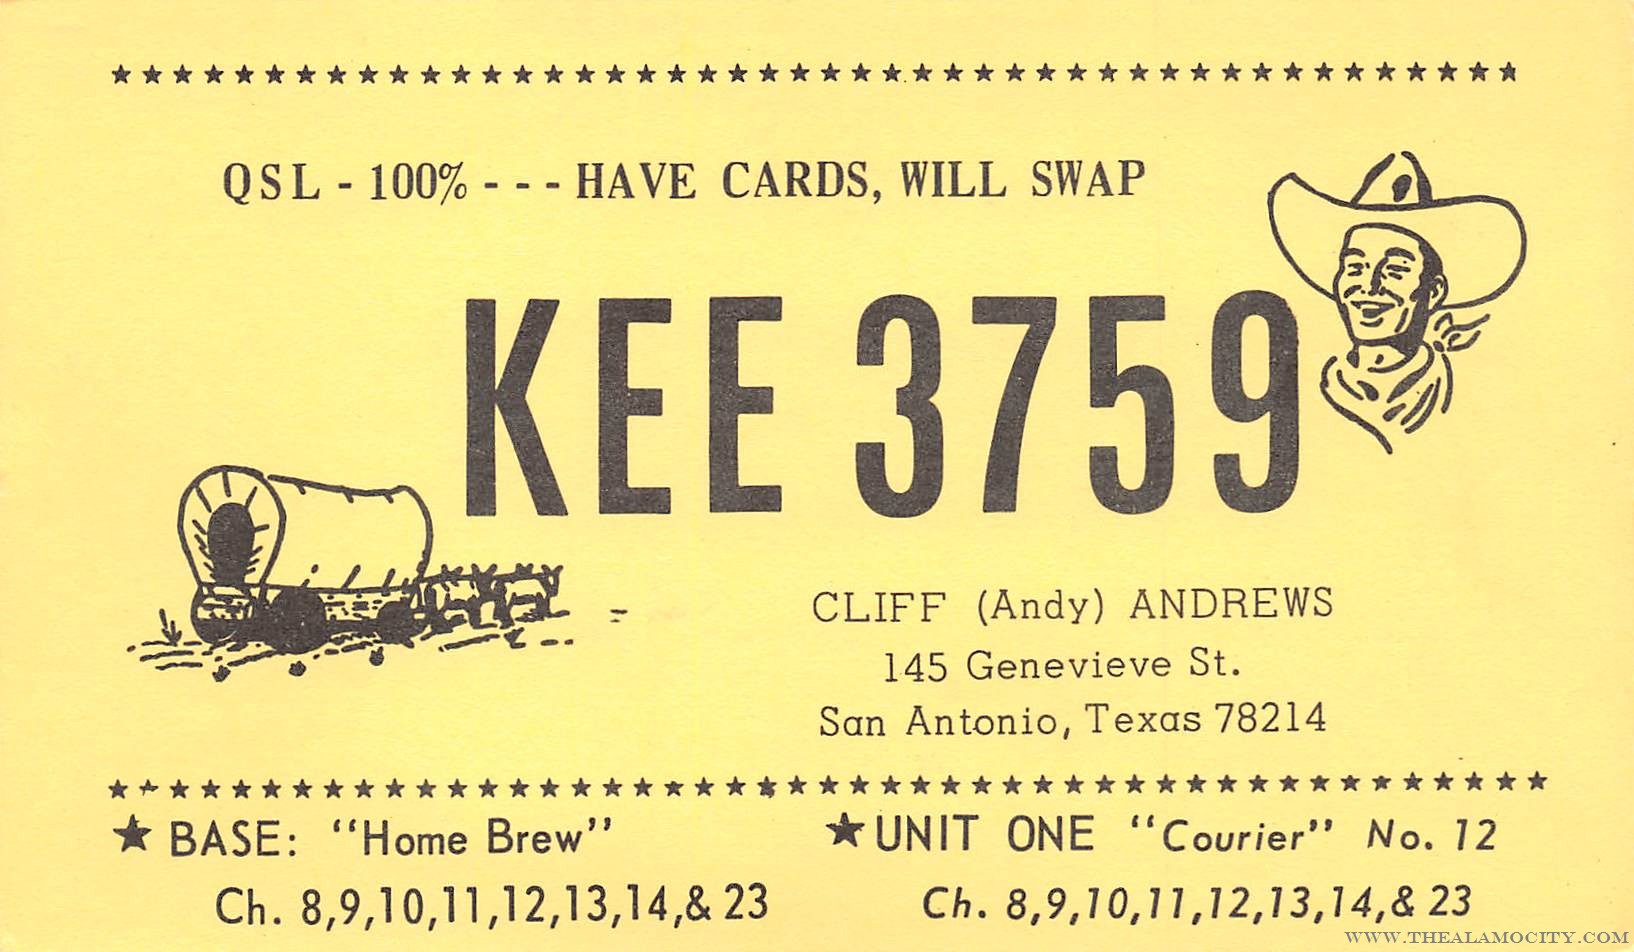 QSL - 100% - - - HAVE CARDS, WILL SWAP
KEE 3759
CLIFF (Andy) ANDREWS
145 Genevieve St.
San Antonio, Texas 78214
★ BASE: "Home Brew"
Ch. 8,9,10,11,12,13,14,& 23
★ UNIT ONE "Courier" No. 12
Ch. 8,9,10,11,12,13,14,& 23
WWW.THEALAMOCITY.COM